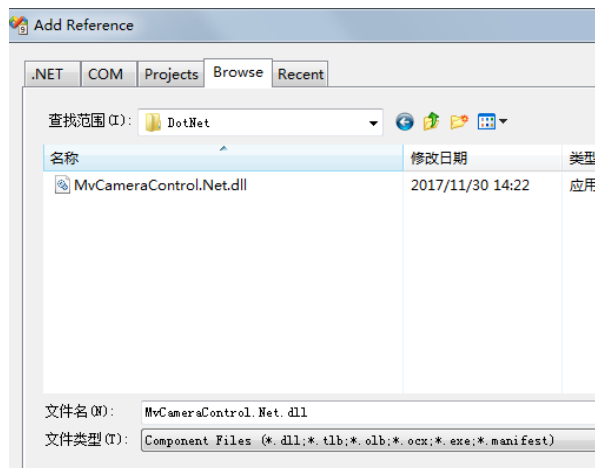 Add Reference
.NET COM Projects Browse Recent
查找范围(I): DotNet
名称 修改日期 类型
MvCameraControl.Net.dll 2017/11/30 14:22 应用
文件名(N): MvCameraControl.Net.dll
文件类型(T): Component Files (*.dll;*.tlb;*.olb;*.ocx;*.exe;*.manifest)